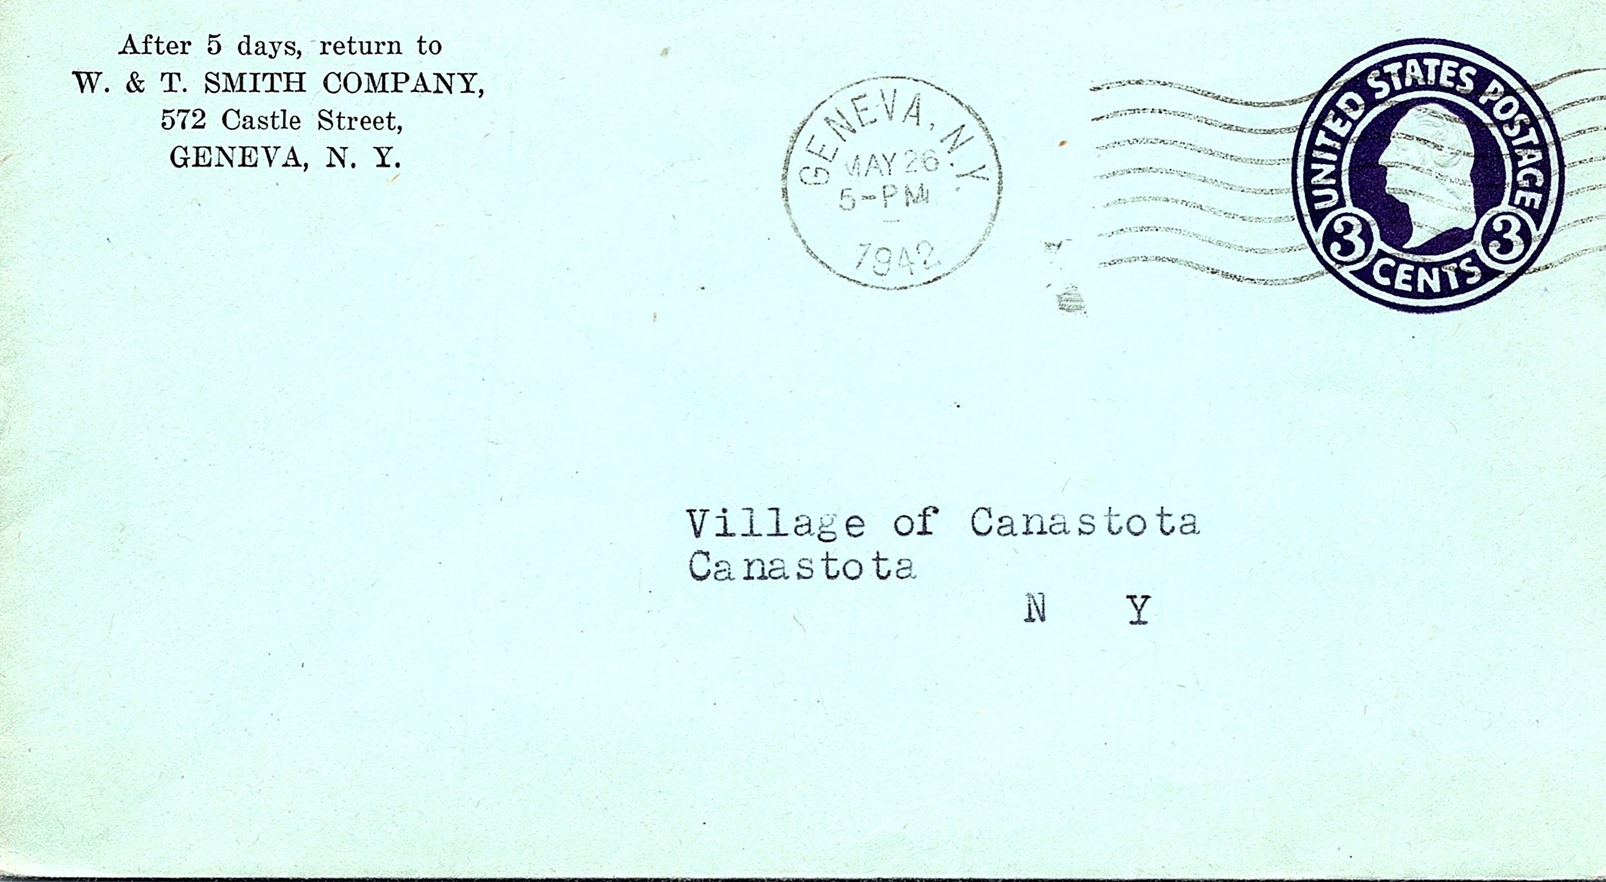 After 5 days, return to
W. & T. SMITH COMPANY,
572 Castle Street,
GENEVA, N. Y.
GENEVA, N.Y.
MAY 26
5-PM
1942
UNITED STATES POSTAGE
3 CENTS 3
Village of Canastota
Canastota
N Y